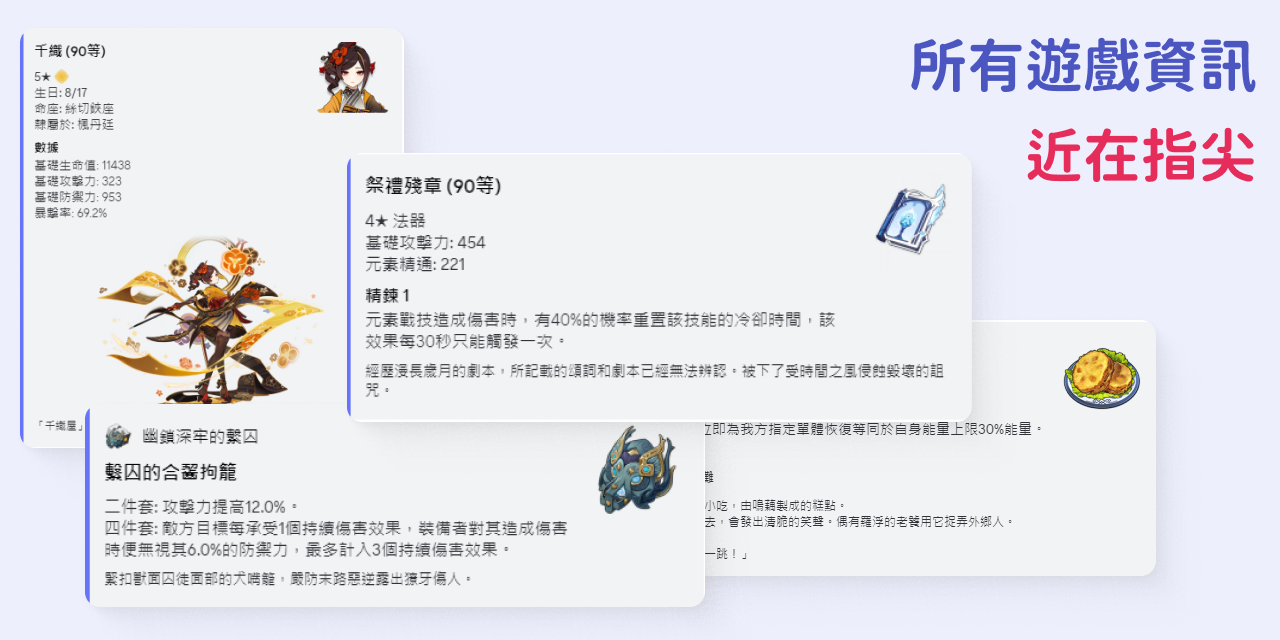 所有遊戲資訊
近在指尖
千織 (90等)
5★
生日: 8/17
命座: 絲切鋏座
隸屬於: 楓丹廷
數據
基礎生命值: 11438
基礎攻擊力: 323
基礎防禦力: 953
暴擊率: 69.2%
「千織屋」
祭禮殘章 (90等)
4★ 法器
基礎攻擊力: 454
元素精通: 221
精鍊 1
元素戰技造成傷害時，有40%的機率重置該技能的冷卻時間，該
效果每30秒只能觸發一次。
經歷漫長歲月的劇本，所記載的頌詞和劇本已經無法辨認。被下了受時間之風侵蝕毀壞的詛
咒。
幽鎖深牢的繫囚
繫囚的合齧拘籠
二件套: 攻擊力提高12.0%。
四件套: 敵方目標每承受1個持續傷害效果，裝備者對其造成傷害
時便無視其6.0%的防禦力，最多計入3個持續傷害效果。
緊扣獸面囚徒面部的犬嘴籠，嚴防末路惡逆露出獠牙傷人。
立即為我方指定單體恢復等同於自身能量上限30%能量。
難
小吃，由鳴藕製成的糕點。
去，會發出清脆的笑聲。偶有羅浮的老饕用它捉弄外鄉人。
一跳！」